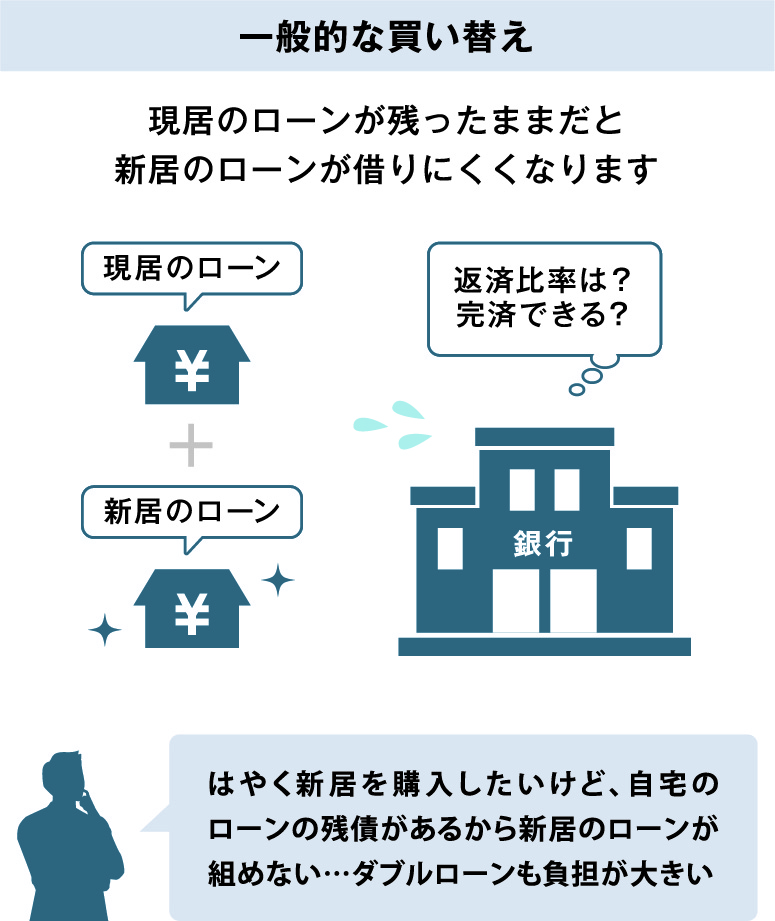 一般的な買い替え
現居のローンが残ったままだと
新居のローンが借りにくくなります
現居のローン
¥
+
新居のローン
¥
返済比率は？
完済できる？
銀行
はやく新居を購入したいけど、自宅の
ローンの残債があるから新居のローンが
組めない…ダブルローンも負担が大きい